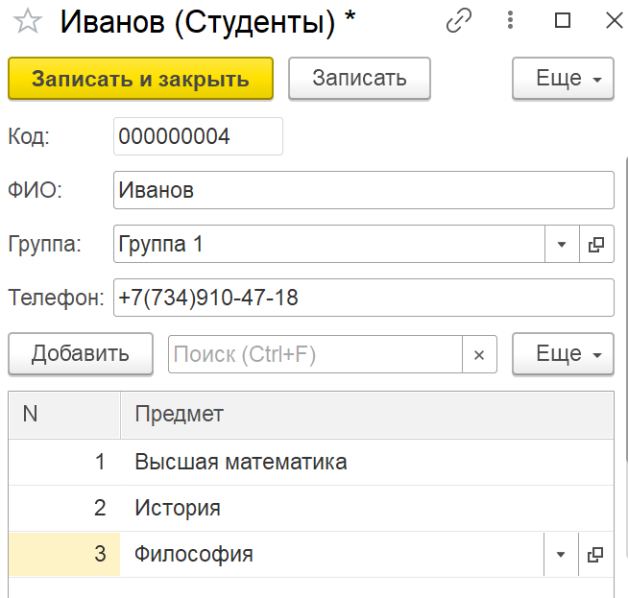 Иванов (Студенты) *
Записать и закрыть Записать Еще
Код: 000000004
ФИО: Иванов
Группа: Группа 1
Телефон: +7(734)910-47-18
Добавить Поиск (Ctrl+F) × Еще
N Предмет
1 Высшая математика
2 История
3 Философия